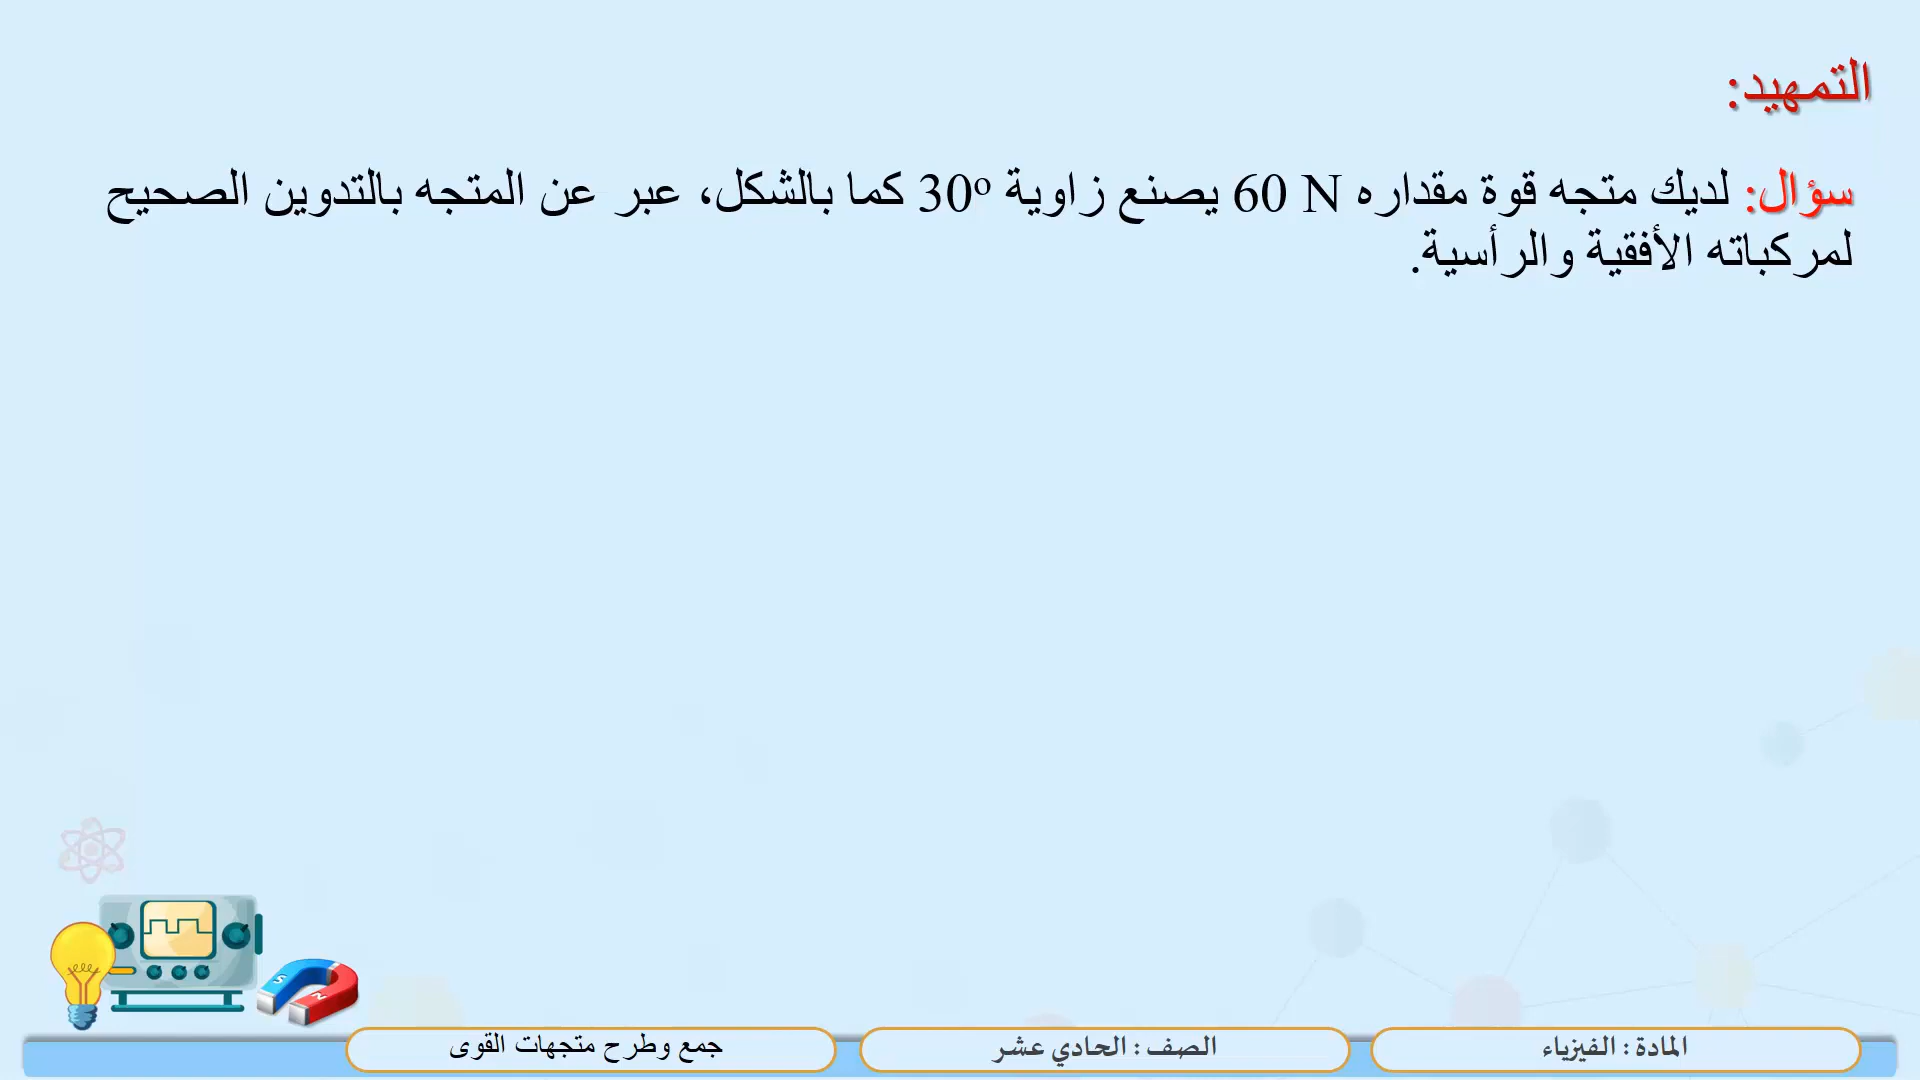 التمهيد:
سؤال: لديك متجه قوة مقداره 60 N يصنع زاوية 30º كما بالشكل، عبر عن المتجه بالتدوين الصحيح
لمركباته الأفقية والرأسية.
S
N
المادة : الفيزياء
الصف : الحادي عشر
جمع وطرح متجهات القوى